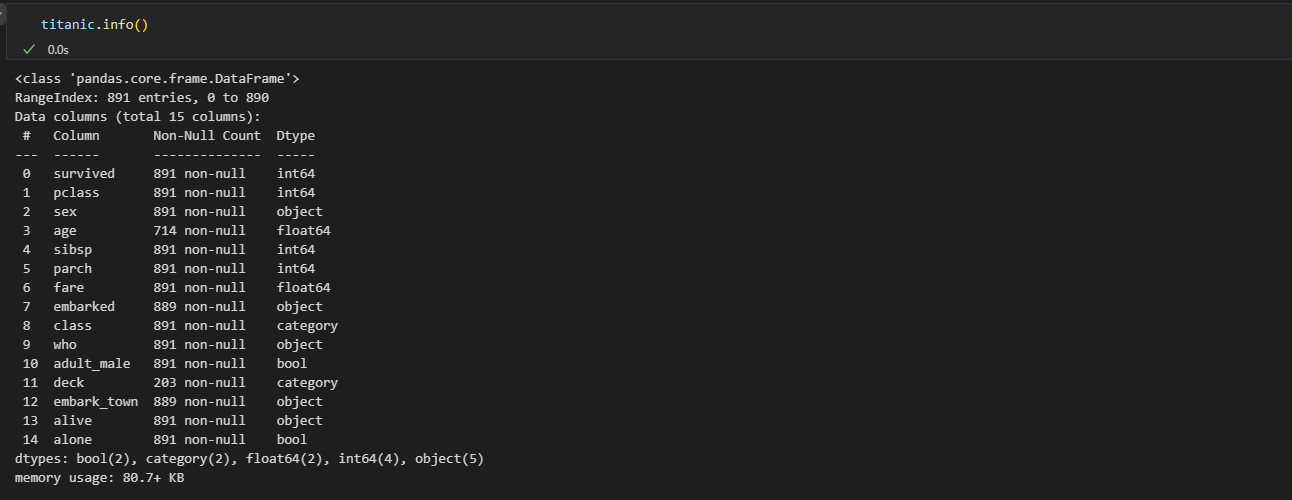 titanic.info()
0.0s
<class 'pandas.core.frame.DataFrame'>
RangeIndex: 891 entries, 0 to 890
Data columns (total 15 columns):
 #   Column       Non-Null Count  Dtype
---  ------       --------------  -----
 0   survived     891 non-null    int64
 1   pclass       891 non-null    int64
 2   sex          891 non-null    object
 3   age          714 non-null    float64
 4   sibsp        891 non-null    int64
 5   parch        891 non-null    int64
 6   fare         891 non-null    float64
 7   embarked     889 non-null    object
 8   class        891 non-null    category
 9   who          891 non-null    object
 10  adult_male   891 non-null    bool
 11  deck         203 non-null    category
 12  embark_town  889 non-null    object
 13  alive        891 non-null    object
 14  alone        891 non-null    bool
dtypes: bool(2), category(2), float64(2), int64(4), object(5)
memory usage: 80.7+ KB